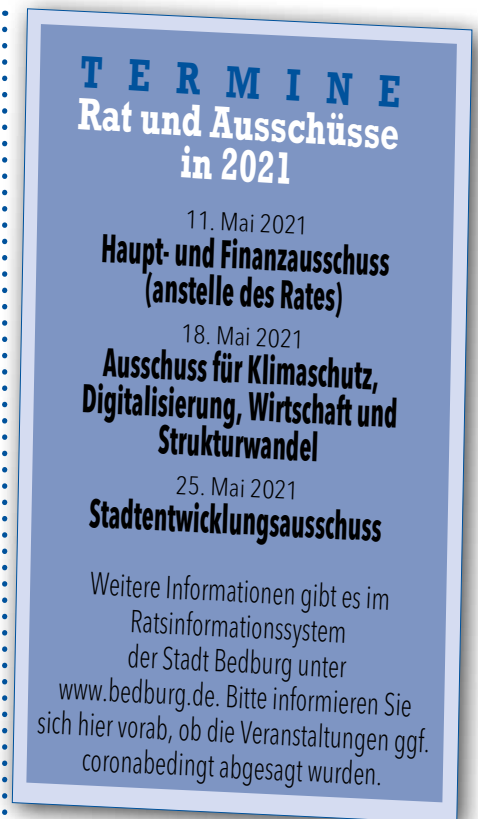 TERMINE
Rat und Ausschüsse
in 2021
11. Mai 2021
Haupt- und Finanzausschuss
(anstelle des Rates)
18. Mai 2021
Ausschuss für Klimaschutz,
Digitalisierung, Wirtschaft und
Strukturwandel
25. Mai 2021
Stadtentwicklungsausschuss
Weitere Informationen gibt es im
Ratsinformationssystem
der Stadt Bedburg unter
www.bedburg.de. Bitte informieren Sie
sich hier vorab, ob die Veranstaltungen ggf.
coronabedingt abgesagt wurden.